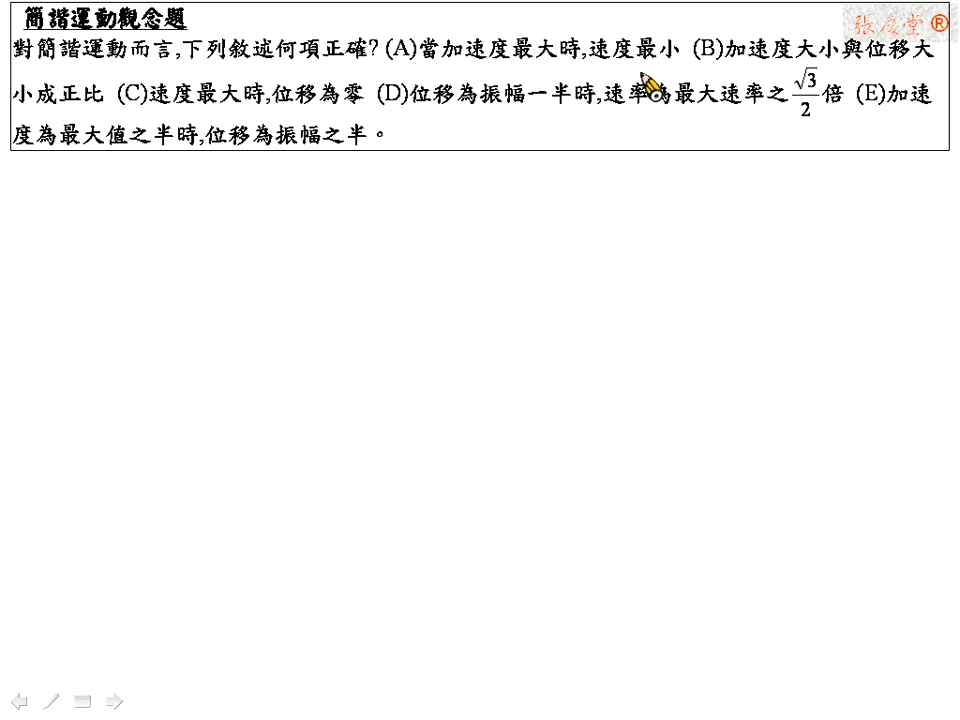 簡諧運動觀念題
張慶堂®
對簡諧運動而言,下列敘述何項正確? (A)當加速度最大時,速度最小 (B)加速度大小與位移大
小成正比 (C)速度最大時,位移為零 (D)位移為振幅一半時,速率為最大速率之 √3/2 倍 (E)加速
度為最大值之半時,位移為振幅之半。